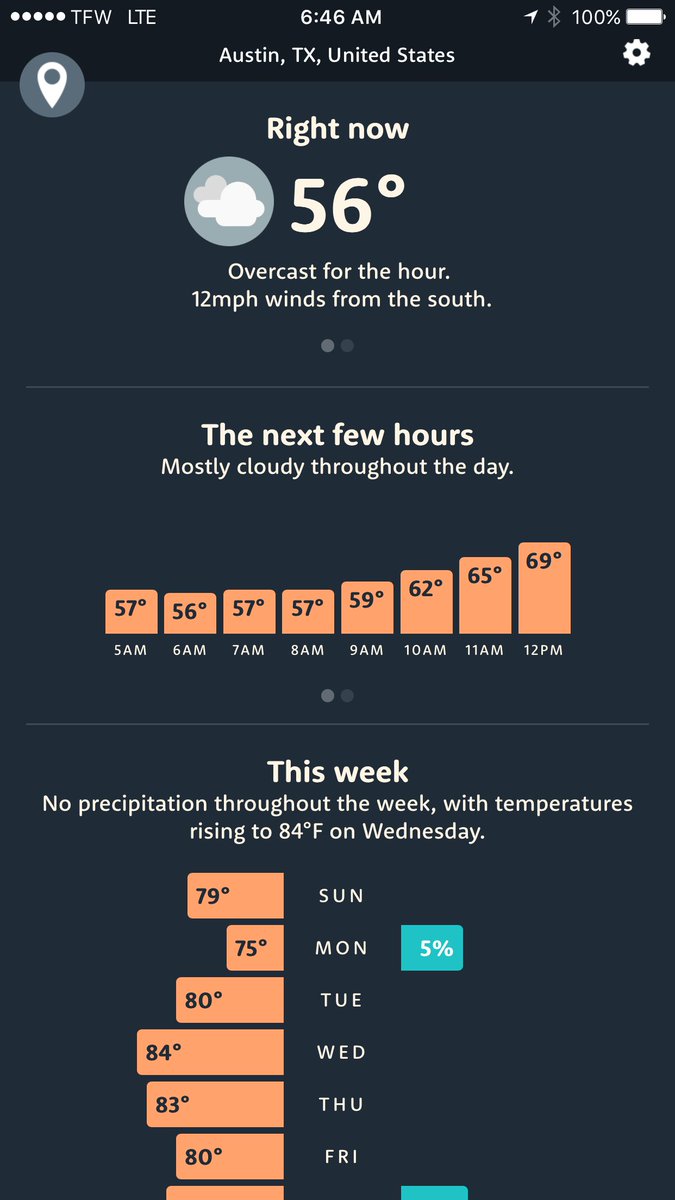 TFW LTE 6:46 AM 100%
Austin, TX, United States
Right now
56°
Overcast for the hour.
12mph winds from the south.
The next few hours
Mostly cloudy throughout the day.
57° 56° 57° 57° 59° 62° 65° 69°
5AM 6AM 7AM 8AM 9AM 10AM 11AM 12PM
This week
No precipitation throughout the week, with temperatures
rising to 84°F on Wednesday.
79° SUN
75° MON 5%
80° TUE
84° WED
83° THU
80° FRI